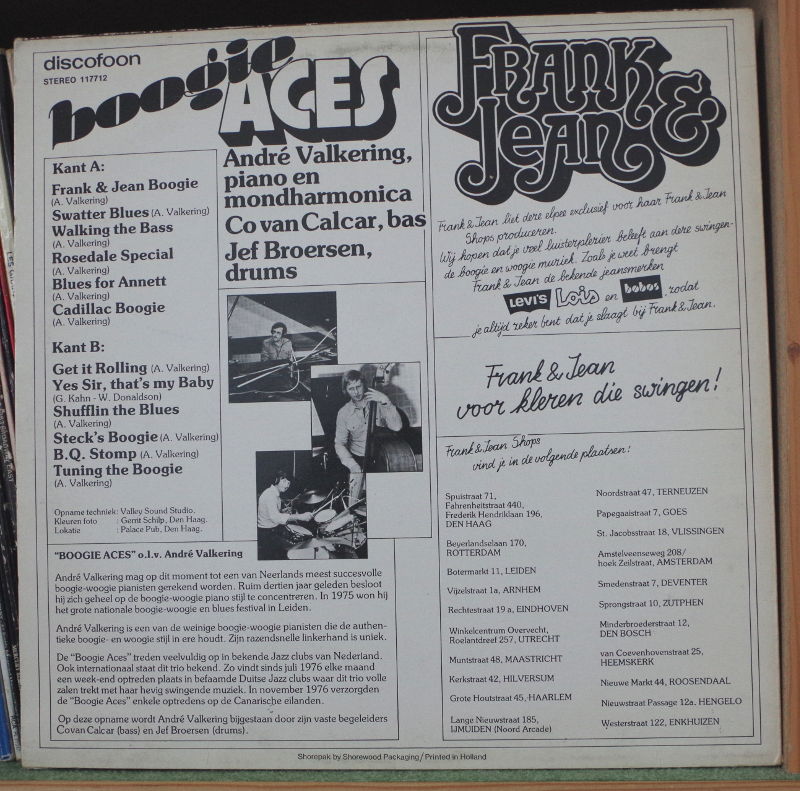 discofoon
STEREO 117712
boogie
ACES
Kant A:
Frank & Jean Boogie
(A. Valkering)
Swatter Blues (A. Valkering)
Walking the Bass
(A. Valkering)
Rosedale Special
(A. Valkering)
Blues for Annett
(A. Valkering)
Cadillac Boogie
(A. Valkering)
Kant B:
Get it Rolling (A. Valkering)
Yes Sir, that's my Baby
(G. Kahn - W. Donaldson)
Shufflin the Blues
(A. Valkering)
Steck's Boogie (A. Valkering)
B.Q. Stomp (A. Valkering)
Tuning the Boogie
(A. Valkering)
Opname techniek: Valley Sound Studio.
Kleuren foto : Gerrit Schilp, Den Haag.
Lokatie : Palace Pub, Den Haag.
André Valkering,
piano en
mondharmonica
Co van Calcar, bas
Jef Broersen,
drums
"BOOGIE ACES" o.l.v. André Valkering
André Valkering mag op dit moment tot een van Neerlands meest succesvolle
boogie-woogie pianisten gerekend worden. Ruim dertien jaar geleden besloot
hij zich geheel op de boogie-woogie piano stijl te concentreren. In 1975 won hij
het grote nationale boogie-woogie en blues festival in Leiden.
André Valkering is een van de weinige boogie-woogie pianisten die de authen-
tieke boogie- en woogie stijl in ere houdt. Zijn razendsnelle linkerhand is uniek.
De "Boogie Aces" treden veelvuldig op in bekende Jazz clubs van Nederland.
Ook internationaal staat dit trio bekend. Zo vindt sinds juli 1976 elke maand
een week-end optreden plaats in befaamde Duitse Jazz clubs waar dit trio volle
zalen trekt met haar hevig swingende muziek. In november 1976 verzorgden
de "Boogie Aces" enkele optredens op de Canarische eilanden.
Op deze opname wordt André Valkering bijgestaan door zijn vaste begeleiders
Co van Calcar (bass) en Jef Broersen (drums).
FRANK &
JEAN
Frank & Jean liet deze elpee exclusief voor haar Frank & Jean
Shops produceren.
Wij hopen dat je veel luisterplezier beleeft aan deze swingen-
de boogie en woogie muziek. Zoals je weet brengt
Frank & Jean de bekende jeansmerken
LEVI'S Lois en bobos, zodat
je altijd zeker bent dat je slaagt bij Frank & Jean.
Frank & Jean
voor kleren die swingen!
Frank & Jean Shops
vind je in de volgende plaatsen:
Spuistraat 71,
Fahrenheitstraat 440,
Frederik Hendriklaan 196,
DEN HAAG
Beyerlandselaan 170,
ROTTERDAM
Botermarkt 11, LEIDEN
Vijzelstraat 1a, ARNHEM
Rechtestraat 19 a, EINDHOVEN
Winkelcentrum Overvecht,
Roelantdreef 257, UTRECHT
Muntstraat 48, MAASTRICHT
Kerkstraat 42, HILVERSUM
Grote Houtstraat 45, HAARLEM
Lange Nieuwstraat 185,
IJMUIDEN (Noord Arcade)
Noordstraat 47, TERNEUZEN
Papegaaistraat 7, GOES
St. Jacobsstraat 18, VLISSINGEN
Amstelveenseweg 208/
hoek Zeilstraat, AMSTERDAM
Smedenstraat 7, DEVENTER
Sprongstraat 10, ZUTPHEN
Minderbroederstraat 12,
DEN BOSCH
van Coevenhovenstraat 25,
HEEMSKERK
Nieuwe Markt 44, ROOSENDAAL
Nieuwstraat Passage 12a, HENGELO
Westerstraat 122, ENKHUIZEN
Shorepak by Shorewood Packaging / Printed in Holland